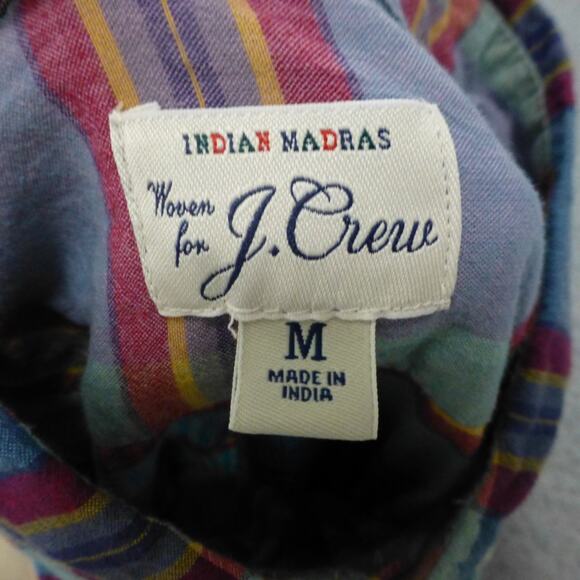 INDIAN MADRAS
Woven
for J. Crew
M
MADE IN
INDIA